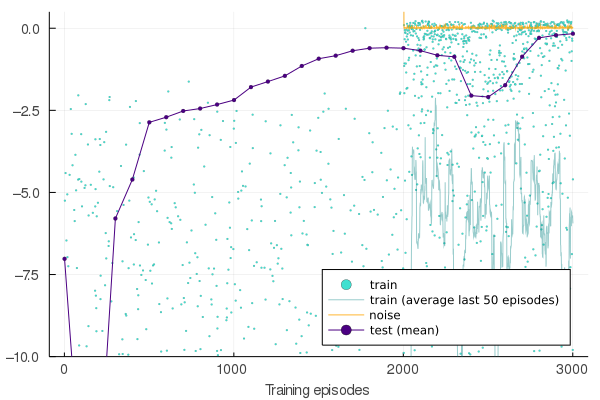 0.0
−2.5
−5.0
−7.5
−10.0
0
1000
2000
3000
Training episodes
train
train (average last 50 episodes)
noise
test (mean)